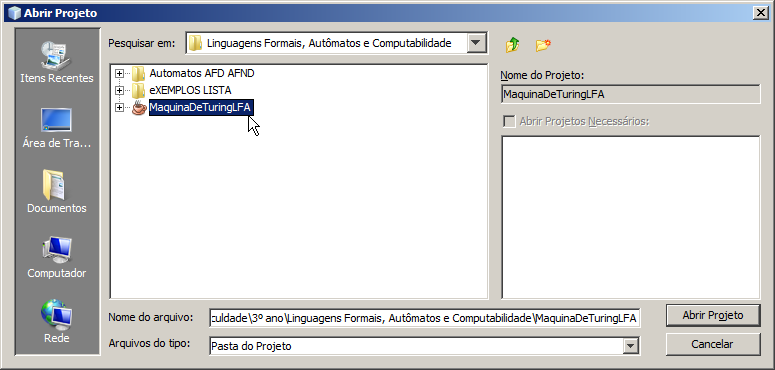 Abrir Projeto
Pesquisar em:
Linguagens Formais, Autômatos e Computabilidade
Itens Recentes
Área de Tra...
Documentos
Computador
Rede
Automatos AFD AFND
eXEMPLOS LISTA
MaquinaDeTuringLFA
Nome do Projeto:
MaquinaDeTuringLFA
Abrir Projetos Necessários:
Nome do arquivo:
culdade\3º ano\Linguagens Formais, Autômatos e Computabilidade\MaquinaDeTuringLFA
Abrir Projeto
Arquivos do tipo:
Pasta do Projeto
Cancelar